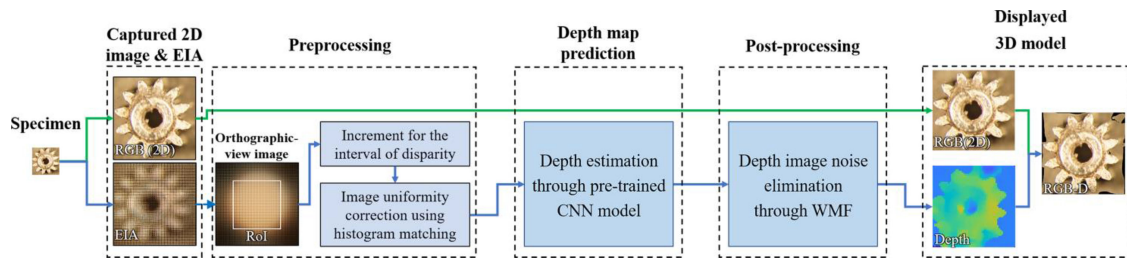 Captured 2D
image & EIA
Preprocessing
Depth map
prediction
Post-processing
Displayed
3D model
Specimen
RGB (2D)
EIA
Orthographic-
view image
RoI
Increment for the
interval of disparity
Image uniformity
correction using
histogram matching
Depth estimation
through pre-trained
CNN model
Depth image noise
elimination
through WMF
RGB(2D)
Depth
RGB-D